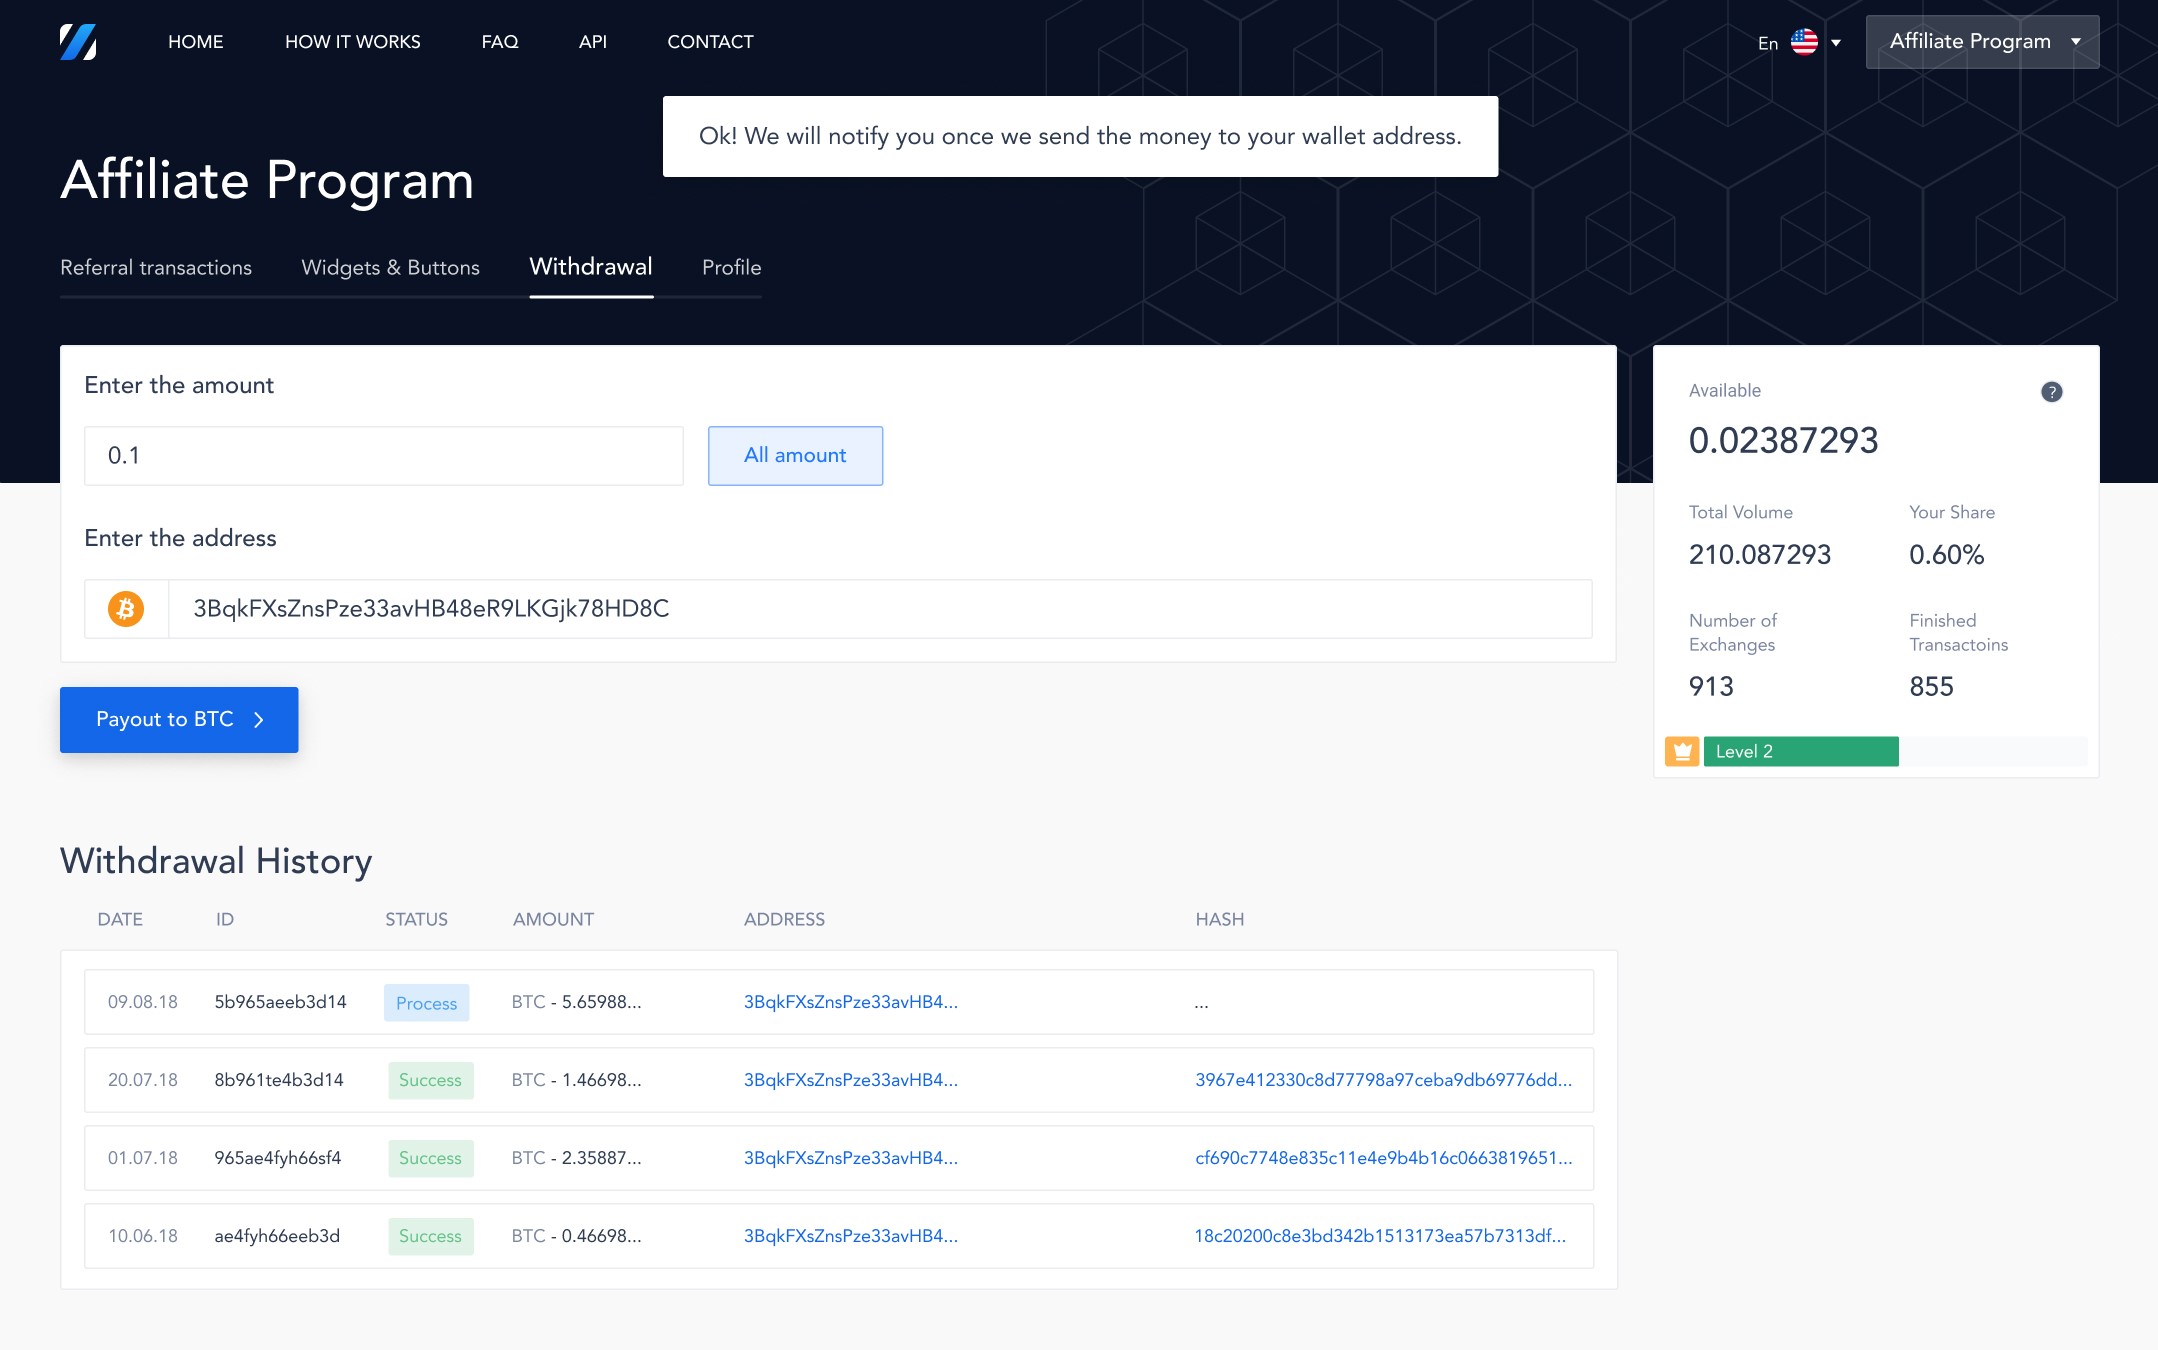 HOME HOW IT WORKS FAQ API CONTACT En Affiliate Program
Ok! We will notify you once we send the money to your wallet address.
Affiliate Program
Referral transactions Widgets & Buttons Withdrawal Profile
Enter the amount
0.1 All amount
Enter the address
3BqkFXsZnsPze33avHB48eR9LKGjk78HD8C
Payout to BTC
Available ?
0.02387293
Total Volume Your Share
210.087293 0.60%
Number of Finished
Exchanges Transactoins
913 855
Level 2
Withdrawal History
DATE ID STATUS AMOUNT ADDRESS HASH
09.08.18 5b965aeeb3d14 Process BTC - 5.65988... 3BqkFXsZnsPze33avHB4... ...
20.07.18 8b961te4b3d14 Success BTC - 1.46698... 3BqkFXsZnsPze33avHB4... 3967e412330c8d77798a97ceba9db69776dd...
01.07.18 965ae4fyh66sf4 Success BTC - 2.35887... 3BqkFXsZnsPze33avHB4... cf690c7748e835c11e4e9b4b16c0663819651...
10.06.18 ae4fyh66eeb3d Success BTC - 0.46698... 3BqkFXsZnsPze33avHB4... 18c20200c8e3bd342b1513173ea57b7313df...